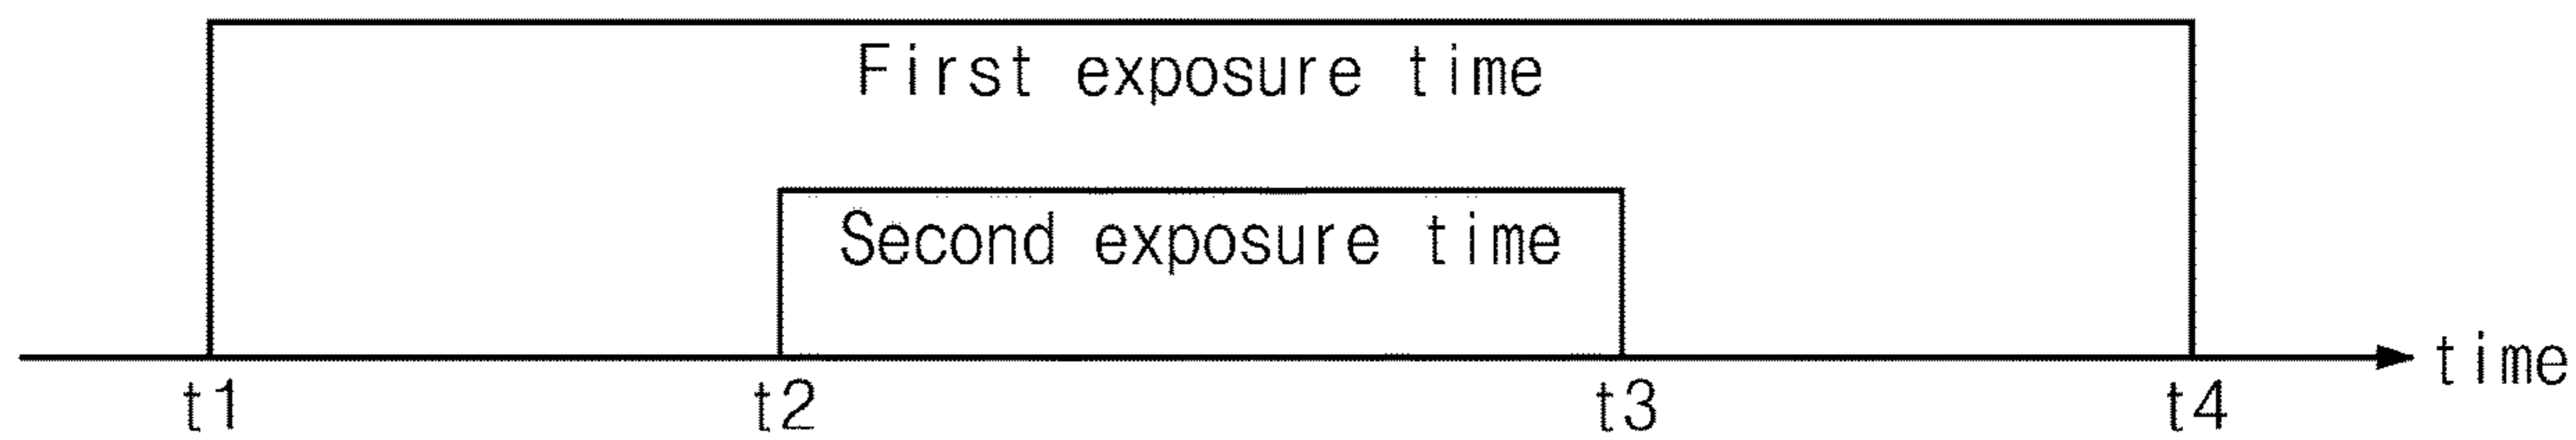 First exposure time
Second exposure time
time
t1
t2
t3
t4